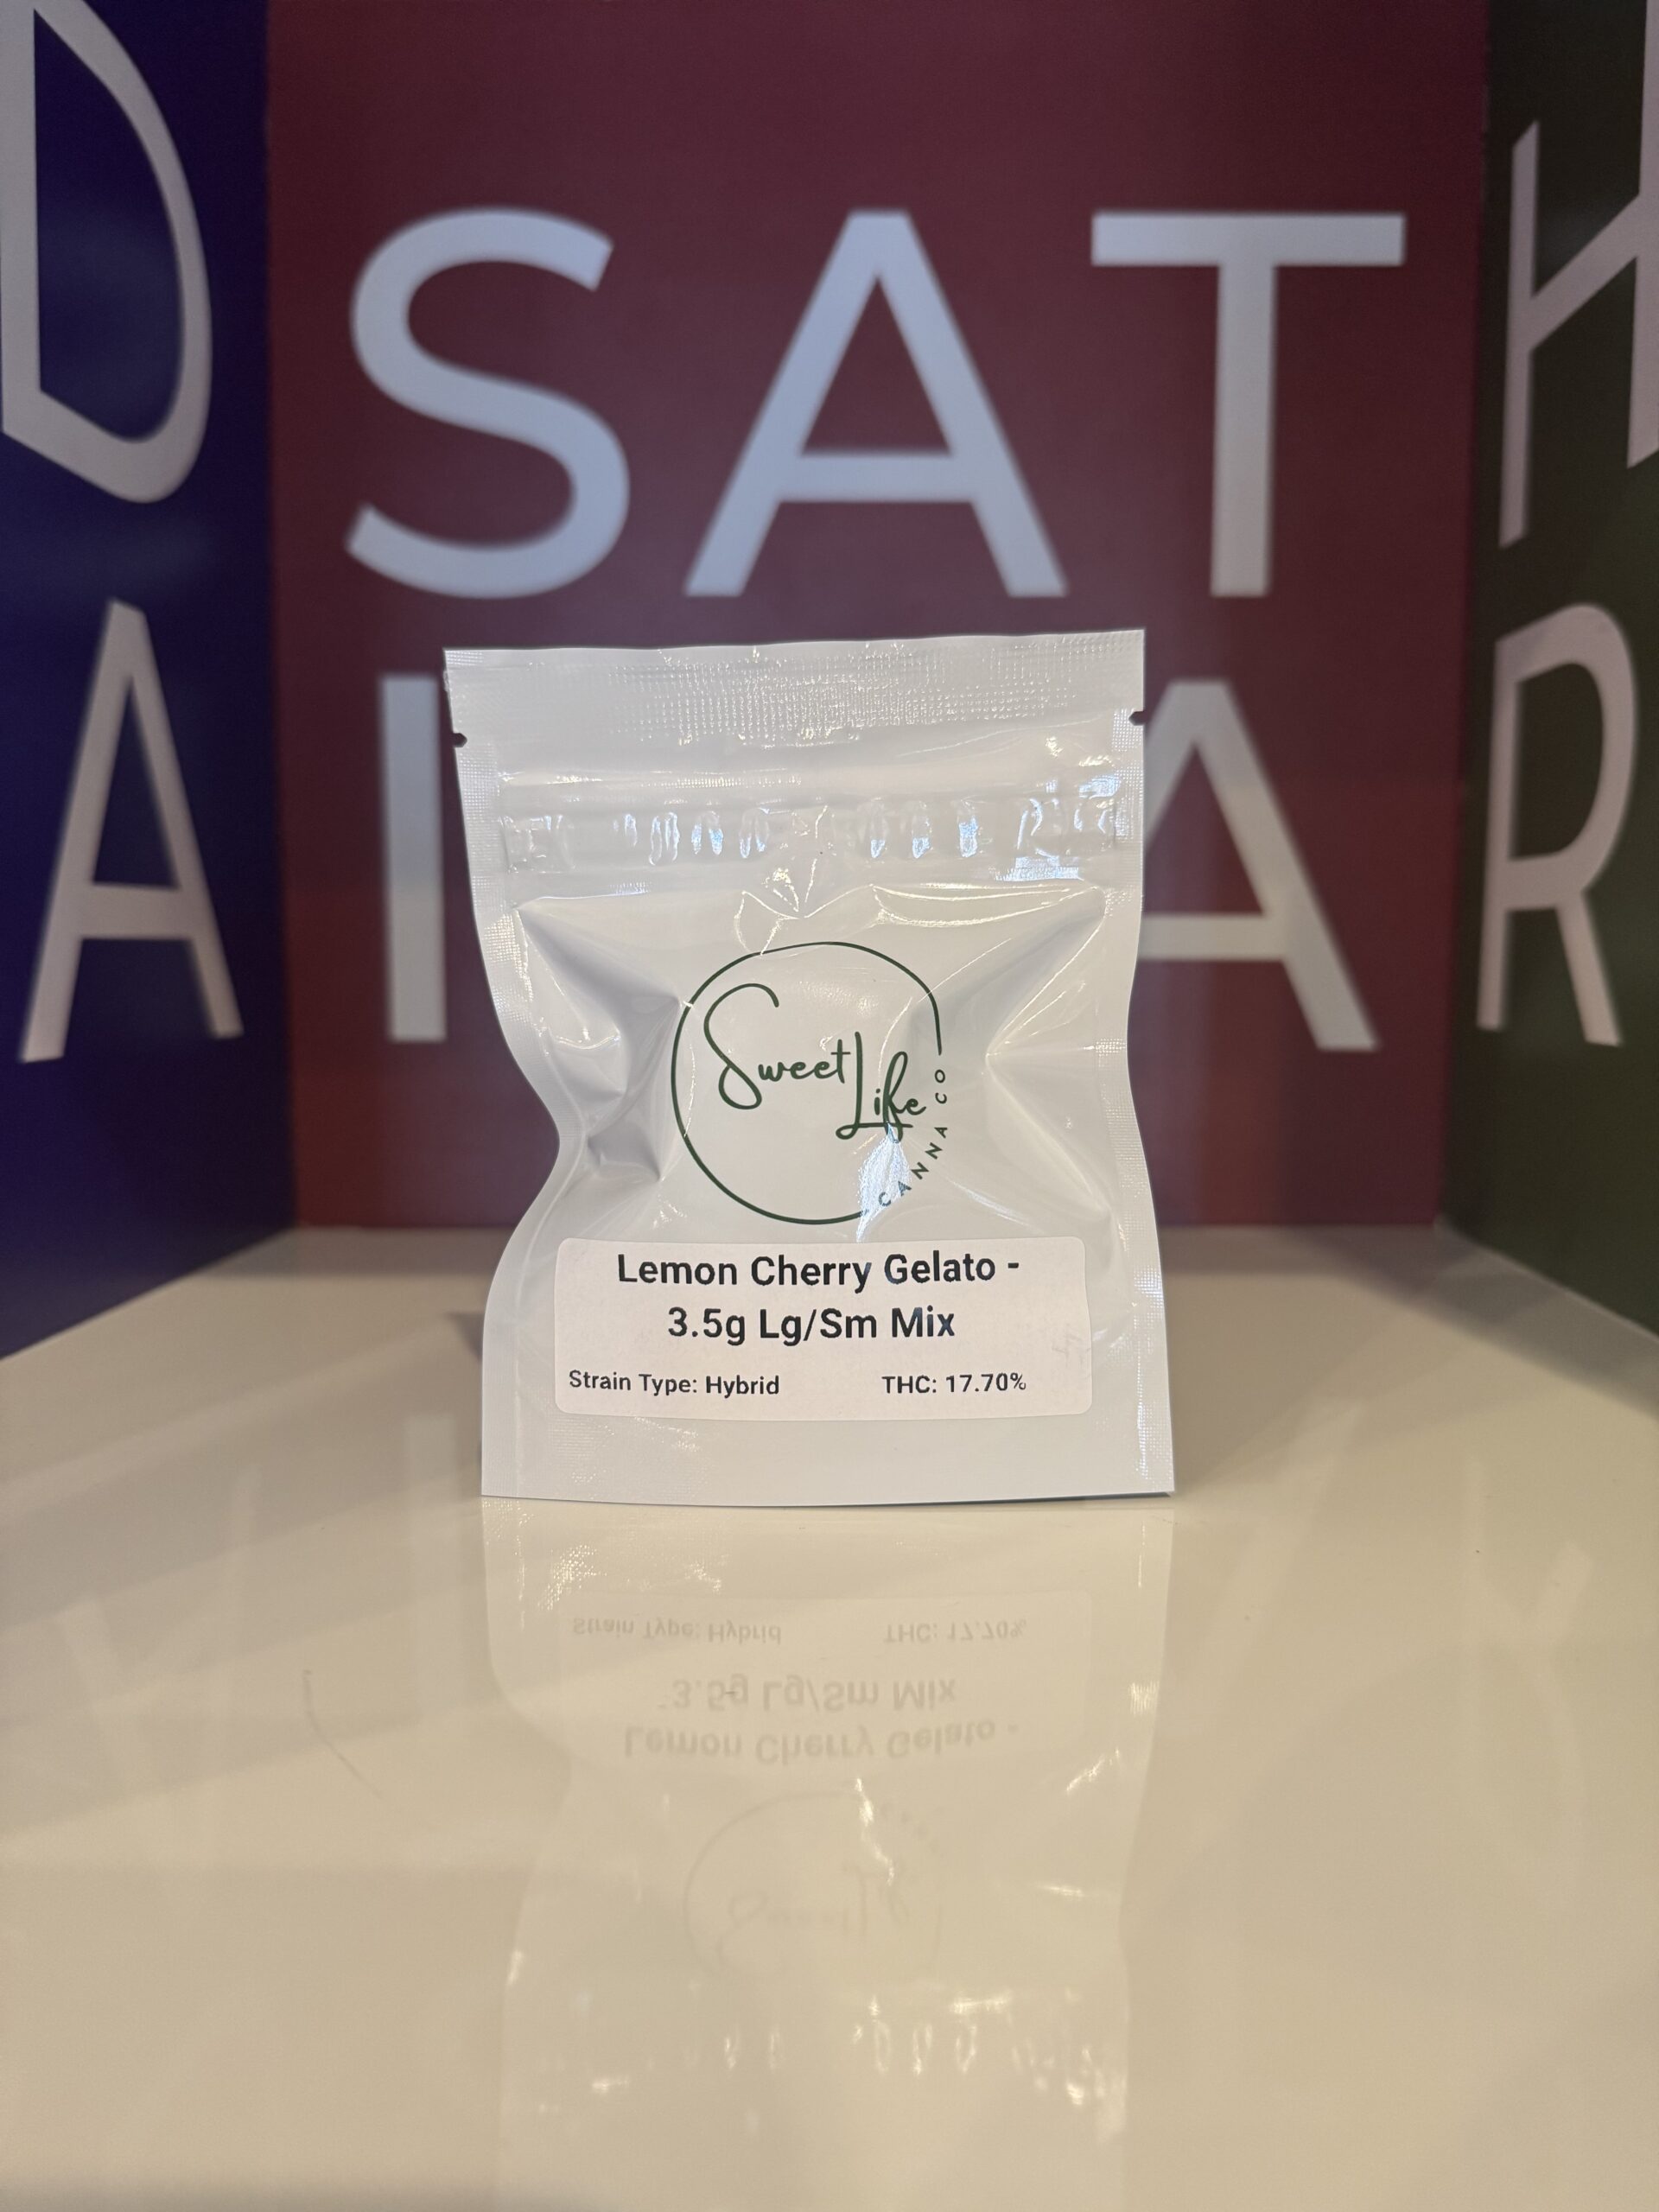 D
A
SAT
I
A
H
R
Sweet
Life
CANNA CO
Lemon Cherry Gelato -
3.5g Lg/Sm Mix
Strain Type: Hybrid
THC: 17.70%